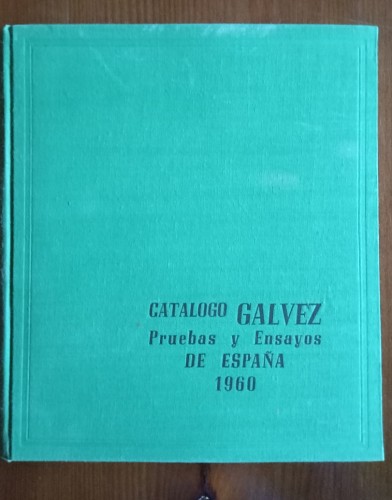 CATALOGO GALVEZ
Pruebas y Ensayos
DE ESPAÑA
1960